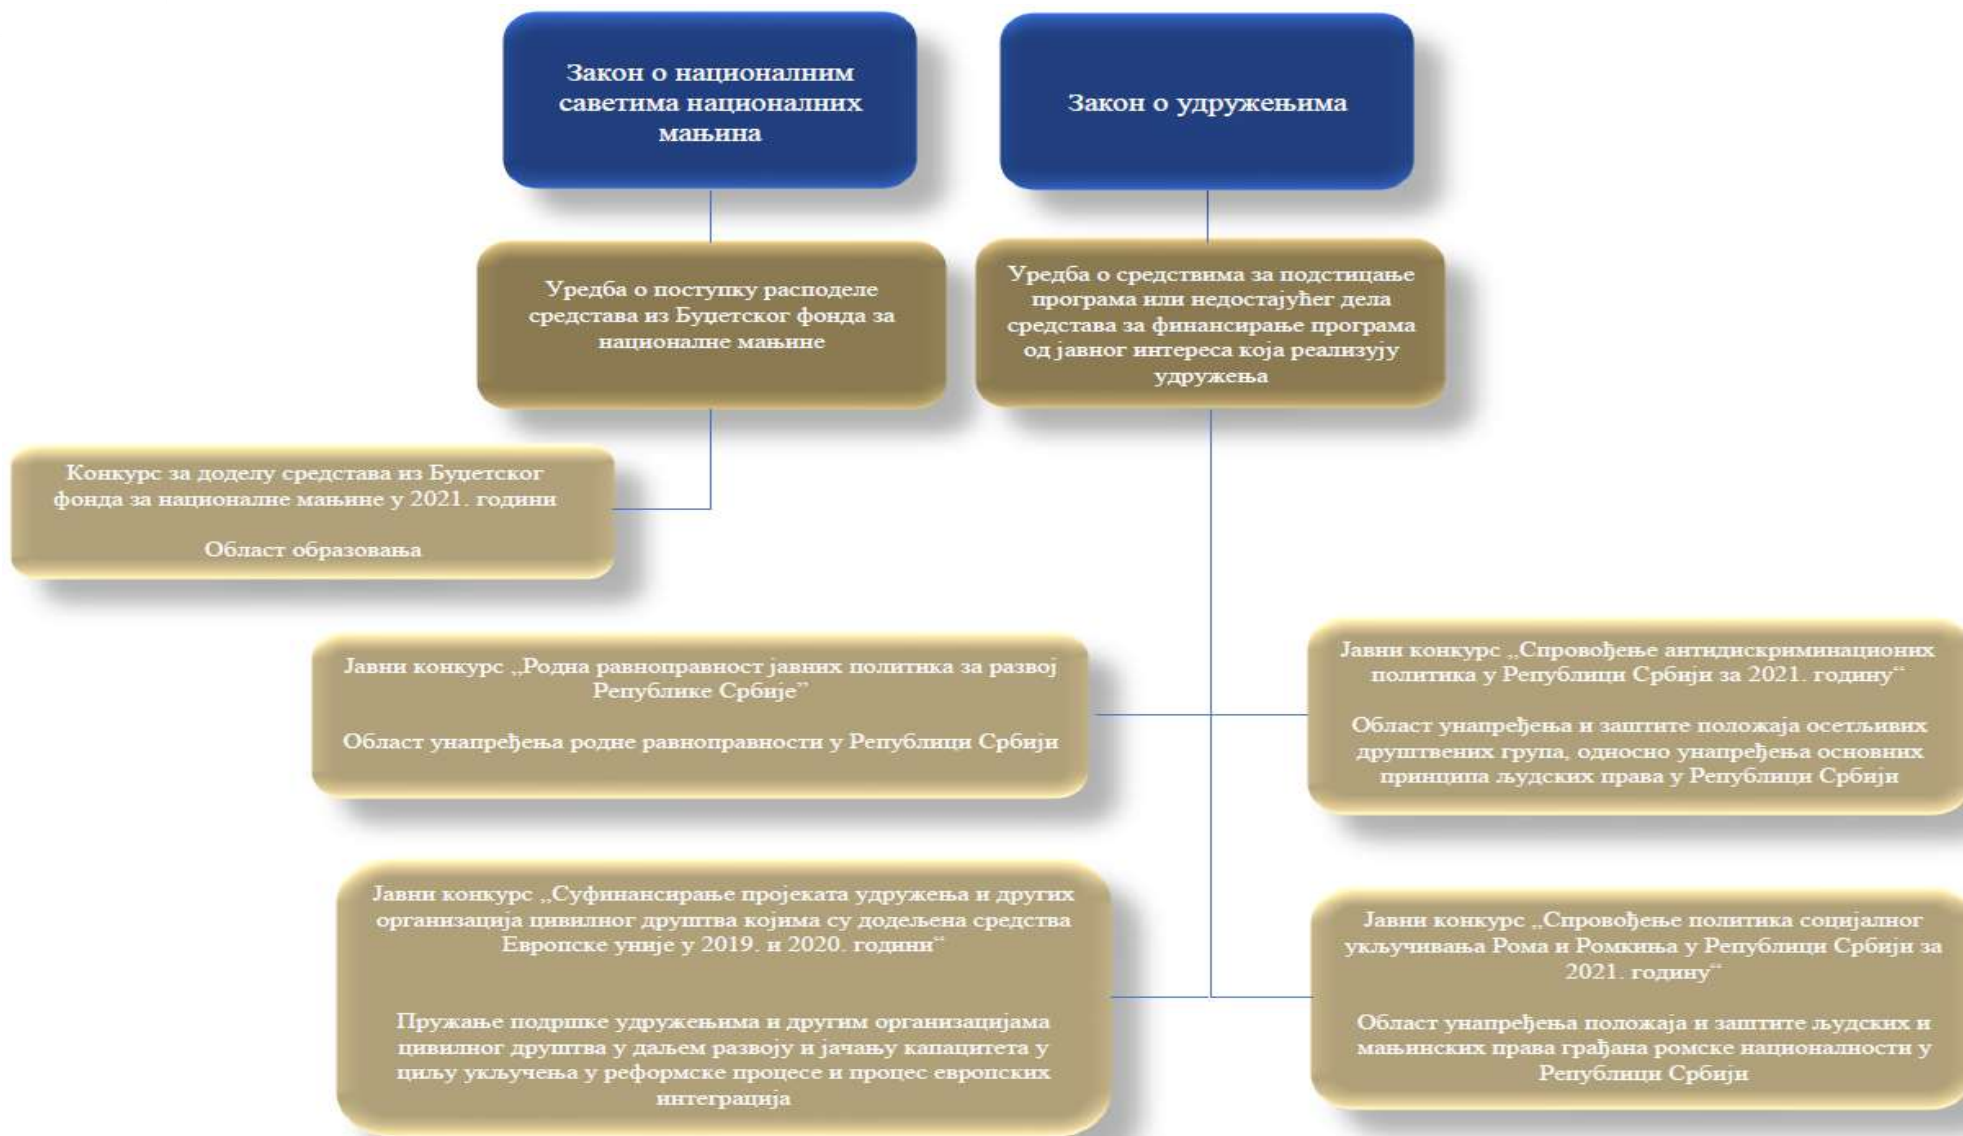 Закон о националним
саветима националних
мањина
Закон о удружењима
Уредба о поступку расподеле
средстава из Буџетског фонда за
националне мањине
Уредба о средствима за подстицање
програма или недостајућег дела
средстава за финансирање програма
од јавног интереса која реализују
удружења
Конкурс за доделу средстава из Буџетског
фонда за националне мањине у 2021. години
Област образовања
Јавни конкурс „Родна равноправност јавних политика за развој
Републике Србије”
Област унапређења родне равноправности у Републици Србији
Јавни конкурс „Спровођење антидискриминационих
политика у Републици Србији за 2021. годину“
Област унапређења и заштите положаја осетљивих
друштвених група, односно унапређења основних
принципа људских права у Републици Србији
Јавни конкурс „Суфинансирање пројеката удружења и других
организација цивилног друштва којима су додељена средства
Европске уније у 2019. и 2020. години“
Пружање подршке удружењима и другим организацијама
цивилног друштва у даљем развоју и јачању капацитета у
циљу укључења у реформске процесе и процес европских
интеграција
Јавни конкурс „Спровођење политика социјалног
укључивања Рома и Ромкиња у Републици Србији за
2021. годину“
Област унапређења положаја и заштите људских и
мањинских права грађана ромске националности у
Републици Србији